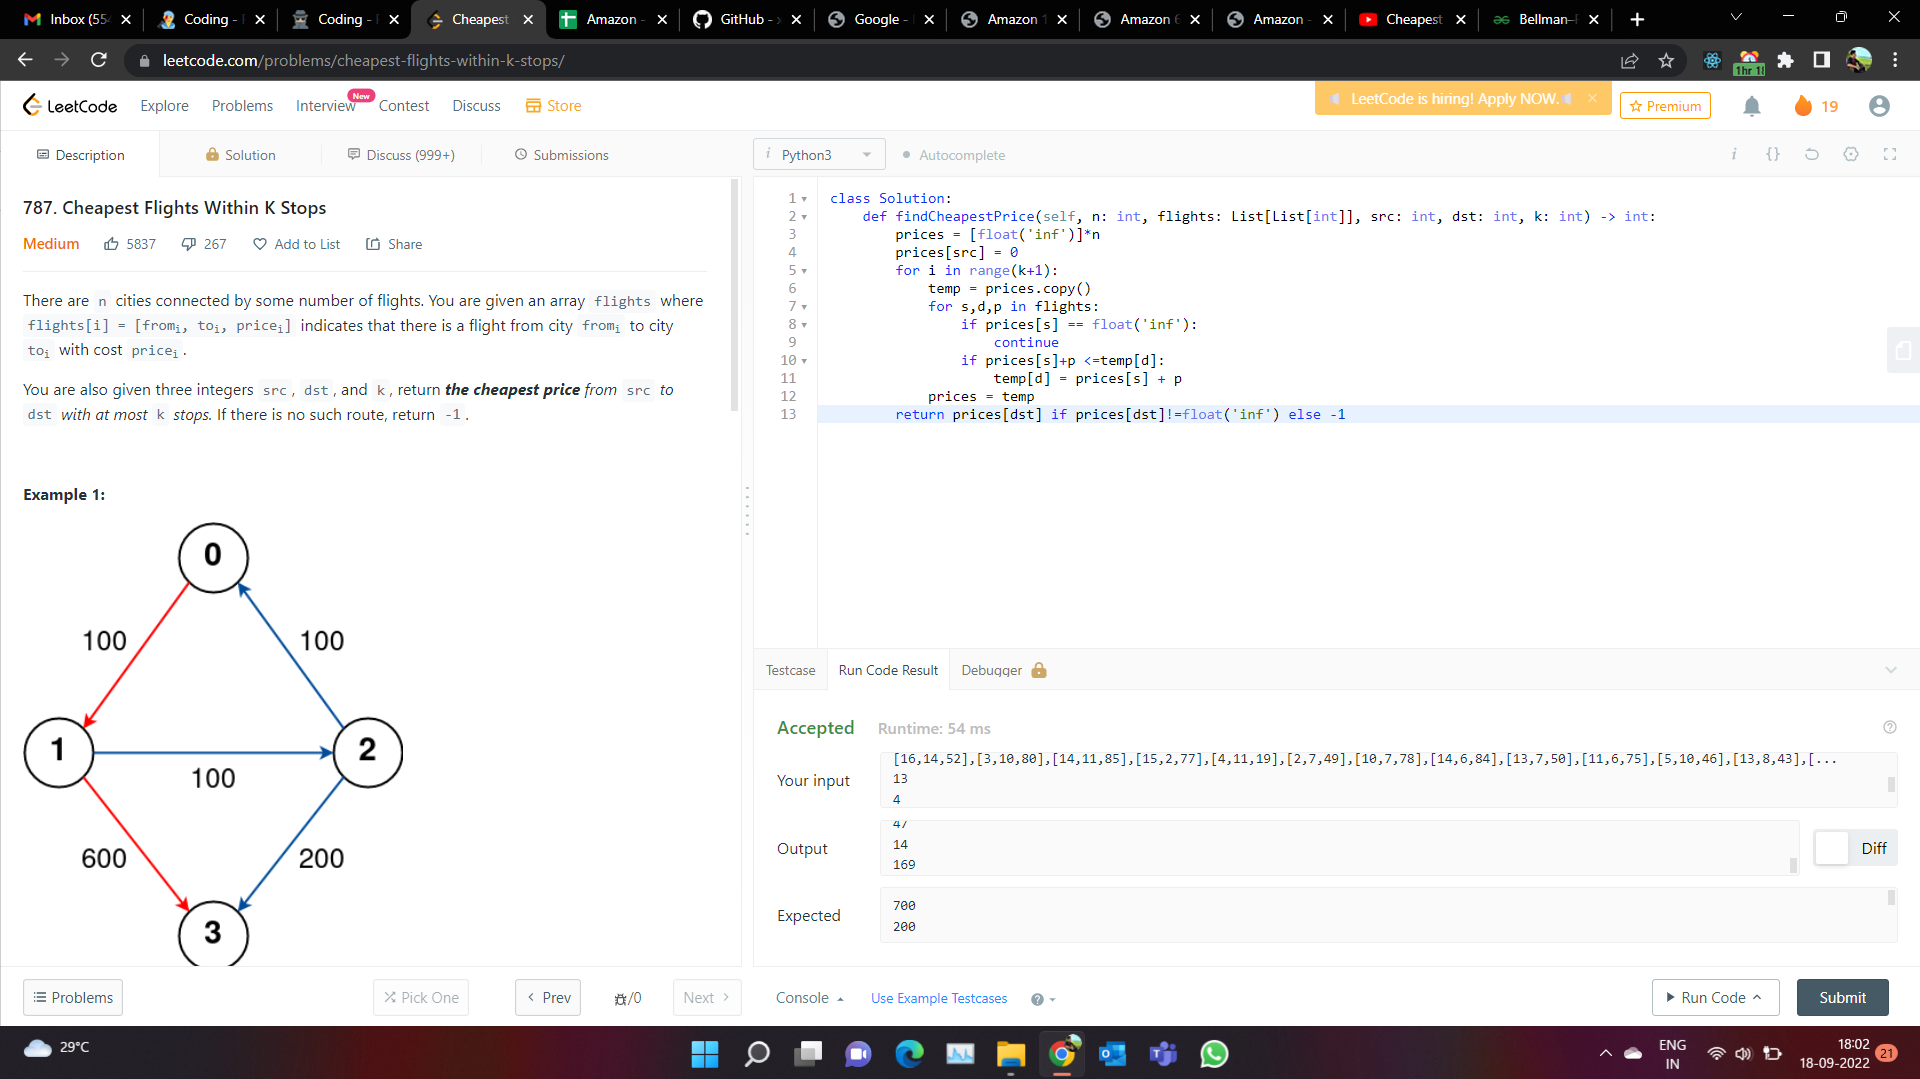 Inbox (554
Coding -
Coding -
Cheapest
Amazon -
GitHub -
Google -
Amazon 1
Amazon 6
Amazon -
Cheapest
Bellman–F
leetcode.com/problems/cheapest-flights-within-k-stops/
LeetCode
Explore
Problems
Interview
New
Contest
Discuss
Store
LeetCode is hiring! Apply NOW.
Premium
19
Description
Solution
Discuss (999+)
Submissions
787. Cheapest Flights Within K Stops
Medium
5837
267
Add to List
Share
There are n cities connected by some number of flights. You are given an array flights where
flights[i] = [fromi, toi, pricei] indicates that there is a flight from city fromi to city
toi with cost pricei.
You are also given three integers src, dst, and k, return the cheapest price from src to
dst with at most k stops. If there is no such route, return -1.
Example 1:
0
100
100
1
2
100
600
200
3
i Python3
Autocomplete
1 class Solution:
2 def findCheapestPrice(self, n: int, flights: List[List[int]], src: int, dst: int, k: int) -> int:
3 prices = [float('inf')]*n
4 prices[src] = 0
5 for i in range(k+1):
6 temp = prices.copy()
7 for s,d,p in flights:
8 if prices[s] == float('inf'):
9 continue
10 if prices[s]+p <=temp[d]:
11 temp[d] = prices[s] + p
12 prices = temp
13 return prices[dst] if prices[dst]!=float('inf') else -1
Testcase
Run Code Result
Debugger
Accepted
Runtime: 54 ms
Your input
[16,14,52],[3,10,80],[14,11,85],[15,2,77],[4,11,19],[2,7,49],[10,7,78],[14,6,84],[13,7,50],[11,6,75],[5,10,46],[13,8,43],[...
13
4
Output
47
14
169
Diff
Expected
700
200
Problems
Pick One
Prev
/0
Next
Console
Use Example Testcases
Run Code
Submit
29°C
ENG
IN
18:02
18-09-2022
21